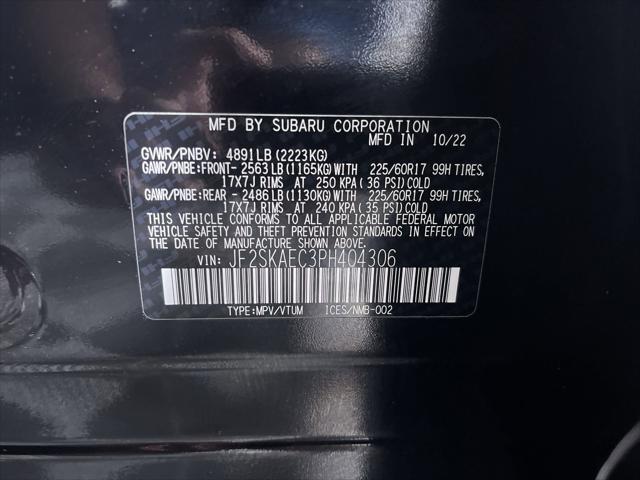 MFD BY SUBARU CORPORATION
MFD IN 10/22
GVWR/PNBV: 4891LB(2223KG)
GAWR/PNBE:FRONT- 2563LB(1165KG)WITH 225/60R17 99H TIRES,
17X7J RIMS AT 250 KPA(36 PSI)COLD
GAWR/PNBE:REAR - 2486LB(1130KG)WITH 225/60R17 99H TIRES,
17X7J RIMS AT 240 KPA(35 PSI)COLD
THIS VEHICLE CONFORMS TO ALL APPLICABLE FEDERAL MOTOR
VEHICLE SAFETY AND THEFT PREVENTION STANDARDS IN EFFECT
ON THE DATE OF MANUFACTURE SHOWN ABOVE.
VIN: JF2SKAEC3PH404306
TYPE:MPV/VTUM ICES/NMB-002